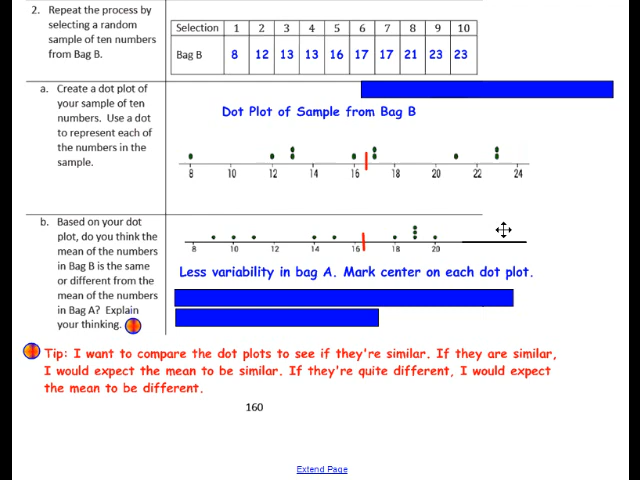 2. Repeat the process by
selecting a random
sample of ten numbers
from Bag B.
Selection 1 2 3 4 5 6 7 8 9 10
Bag B 8 12 13 13 16 17 17 21 23 23
a. Create a dot plot of
your sample of ten
numbers. Use a dot
to represent each of
the numbers in the
sample.
Dot Plot of Sample from Bag B
8 10 12 14 16 18 20 22 24
b. Based on your dot
plot, do you think the
mean of the numbers
in Bag B is the same
or different from the
mean of the numbers
in Bag A? Explain
your thinking.
8 10 12 14 16 18 20
Less variability in bag A. Mark center on each dot plot.
Tip: I want to compare the dot plots to see if they're similar. If they are similar,
I would expect the mean to be similar. If they're quite different, I would expect
the mean to be different.
160
Extend Page